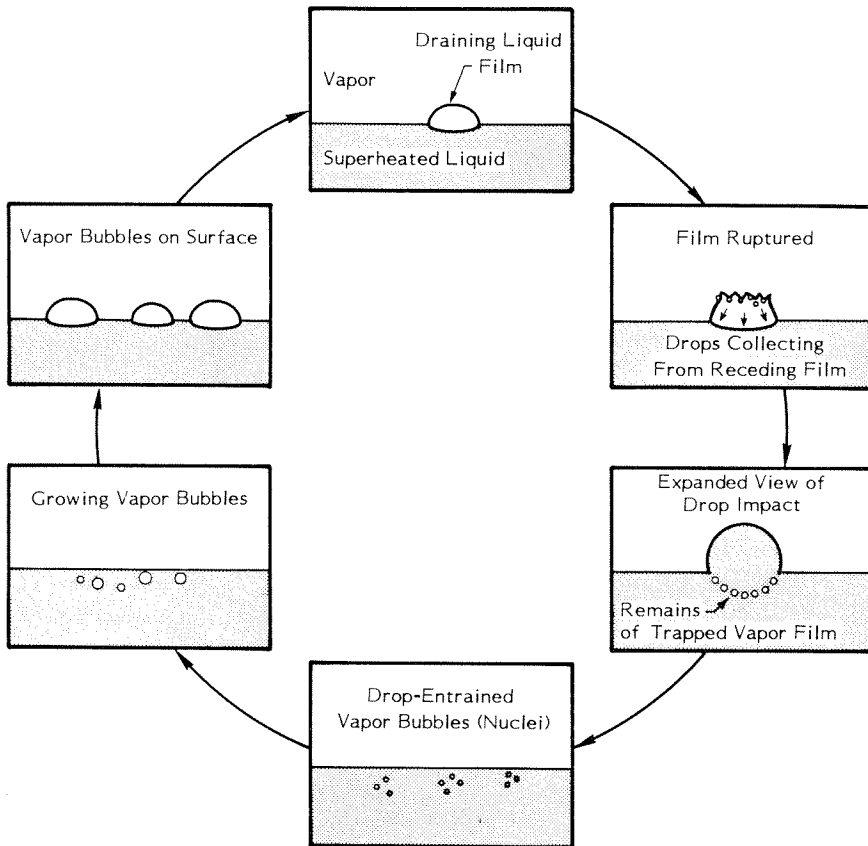 Draining Liquid
Film
Vapor
Superheated Liquid
Film Ruptured
Drops Collecting
From Receding Film
Expanded View of
Drop Impact
Remains
of Trapped Vapor Film
Drop-Entrained
Vapor Bubbles (Nuclei)
Growing Vapor Bubbles
Vapor Bubbles on Surface